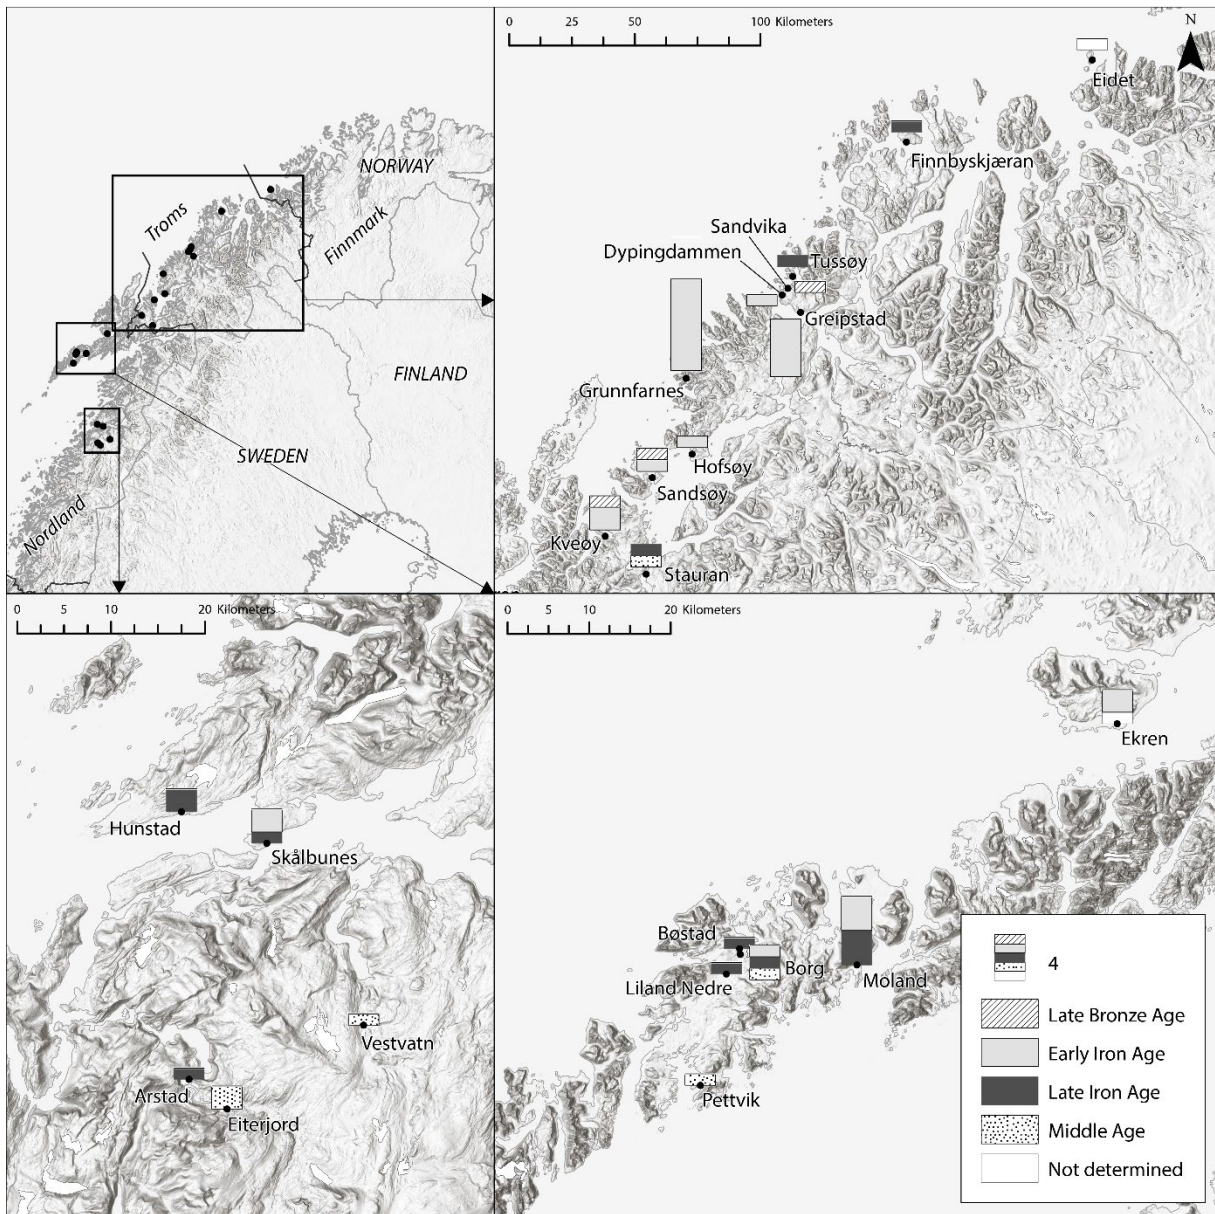 NORWAY
Troms
Finnmark
FINLAND
SWEDEN
Nordland
0 25 50 100 Kilometers
N
Eidet
Finnbyskjæran
Sandvika
Dypingdammen
Tussøy
Greipstad
Grunnfarnes
Hofsøy
Sandsøy
Kveøy
Stauran
0 5 10 20 Kilometers
Hunstad
Skålbunes
Vestvatn
Arstad
Eiterjord
0 5 10 20 Kilometers
Ekren
Bøstad
Borg
Moland
Liland Nedre
Pettvik
4
Late Bronze Age
Early Iron Age
Late Iron Age
Middle Age
Not determined